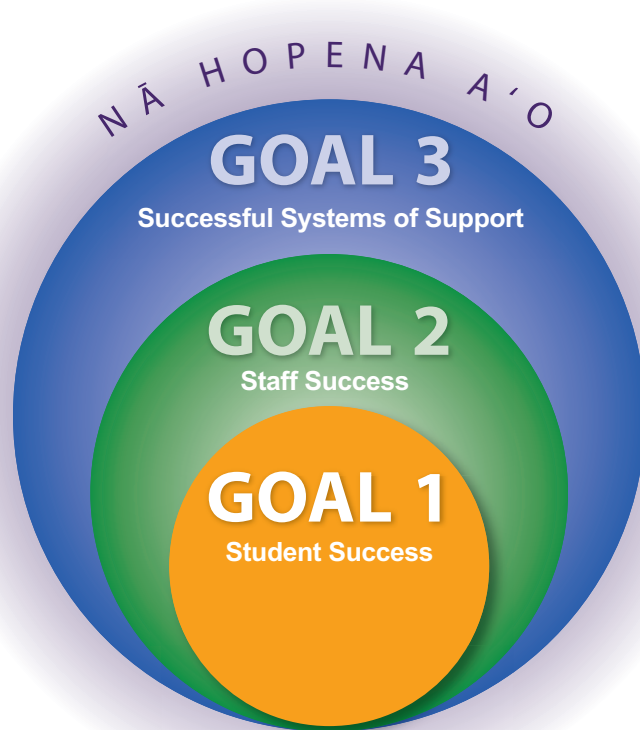 NĀ HOPENA A‘O
GOAL 3
Successful Systems of Support
GOAL 2
Staff Success
GOAL 1
Student Success